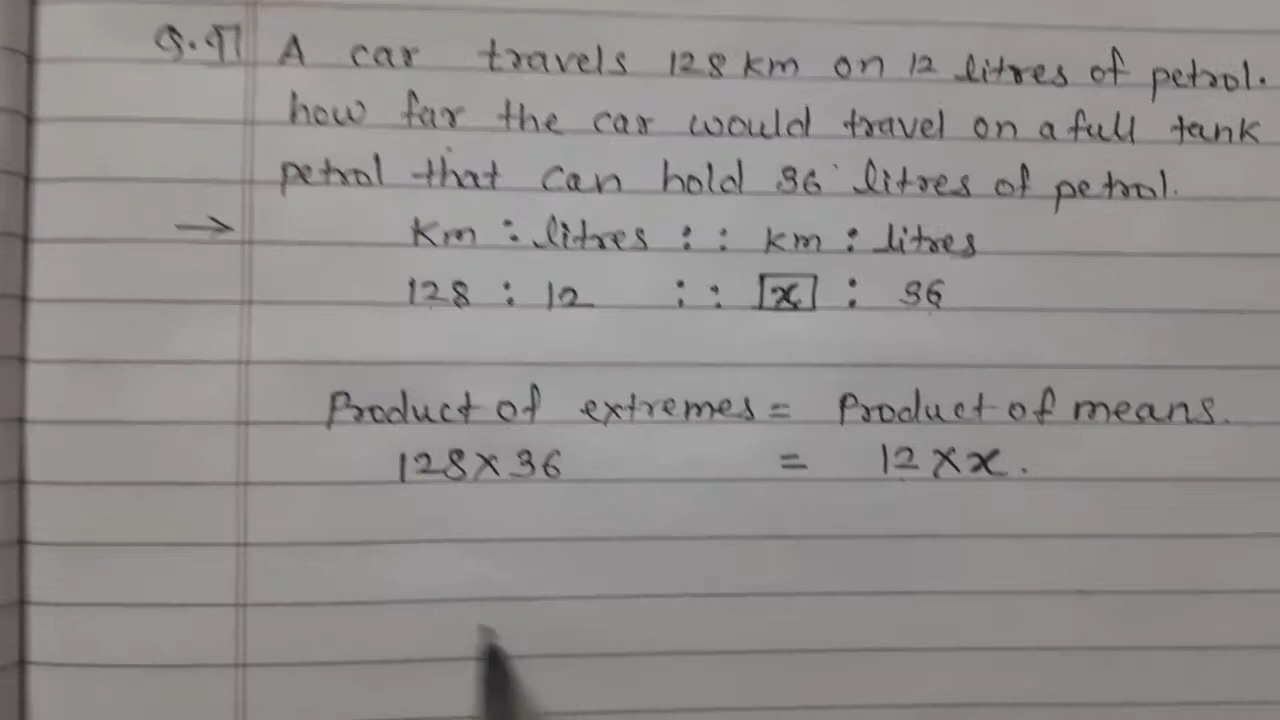 A car travels 128 km on 12 litres of petrol.
how far the car would travel on a full tank
petrol that can hold 36 litres of petrol.
→ Km : litres : : km : litres
128 : 12 : : x : 36
Product of extremes = Product of means.
128 × 36 = 12 × x.